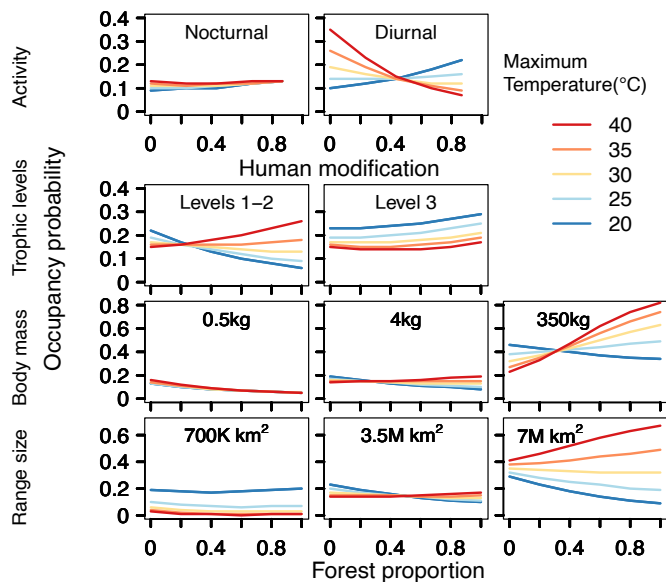 Occupancy probability
Activity
Nocturnal
Diurnal
0.4
0.3
0.2
0.1
0
0 0.4 0.8
0 0.4 0.8
Human modification
Maximum
Temperature(°C)
40
35
30
25
20
Trophic levels
Levels 1−2
Level 3
0.4
0.3
0.2
0.1
0
Body mass
0.5kg
4kg
350kg
0.8
0.6
0.4
0.2
0
Range size
700K km²
3.5M km²
7M km²
0.6
0.4
0.2
0
0 0.4 0.8
0 0.4 0.8
0 0.4 0.8
Forest proportion